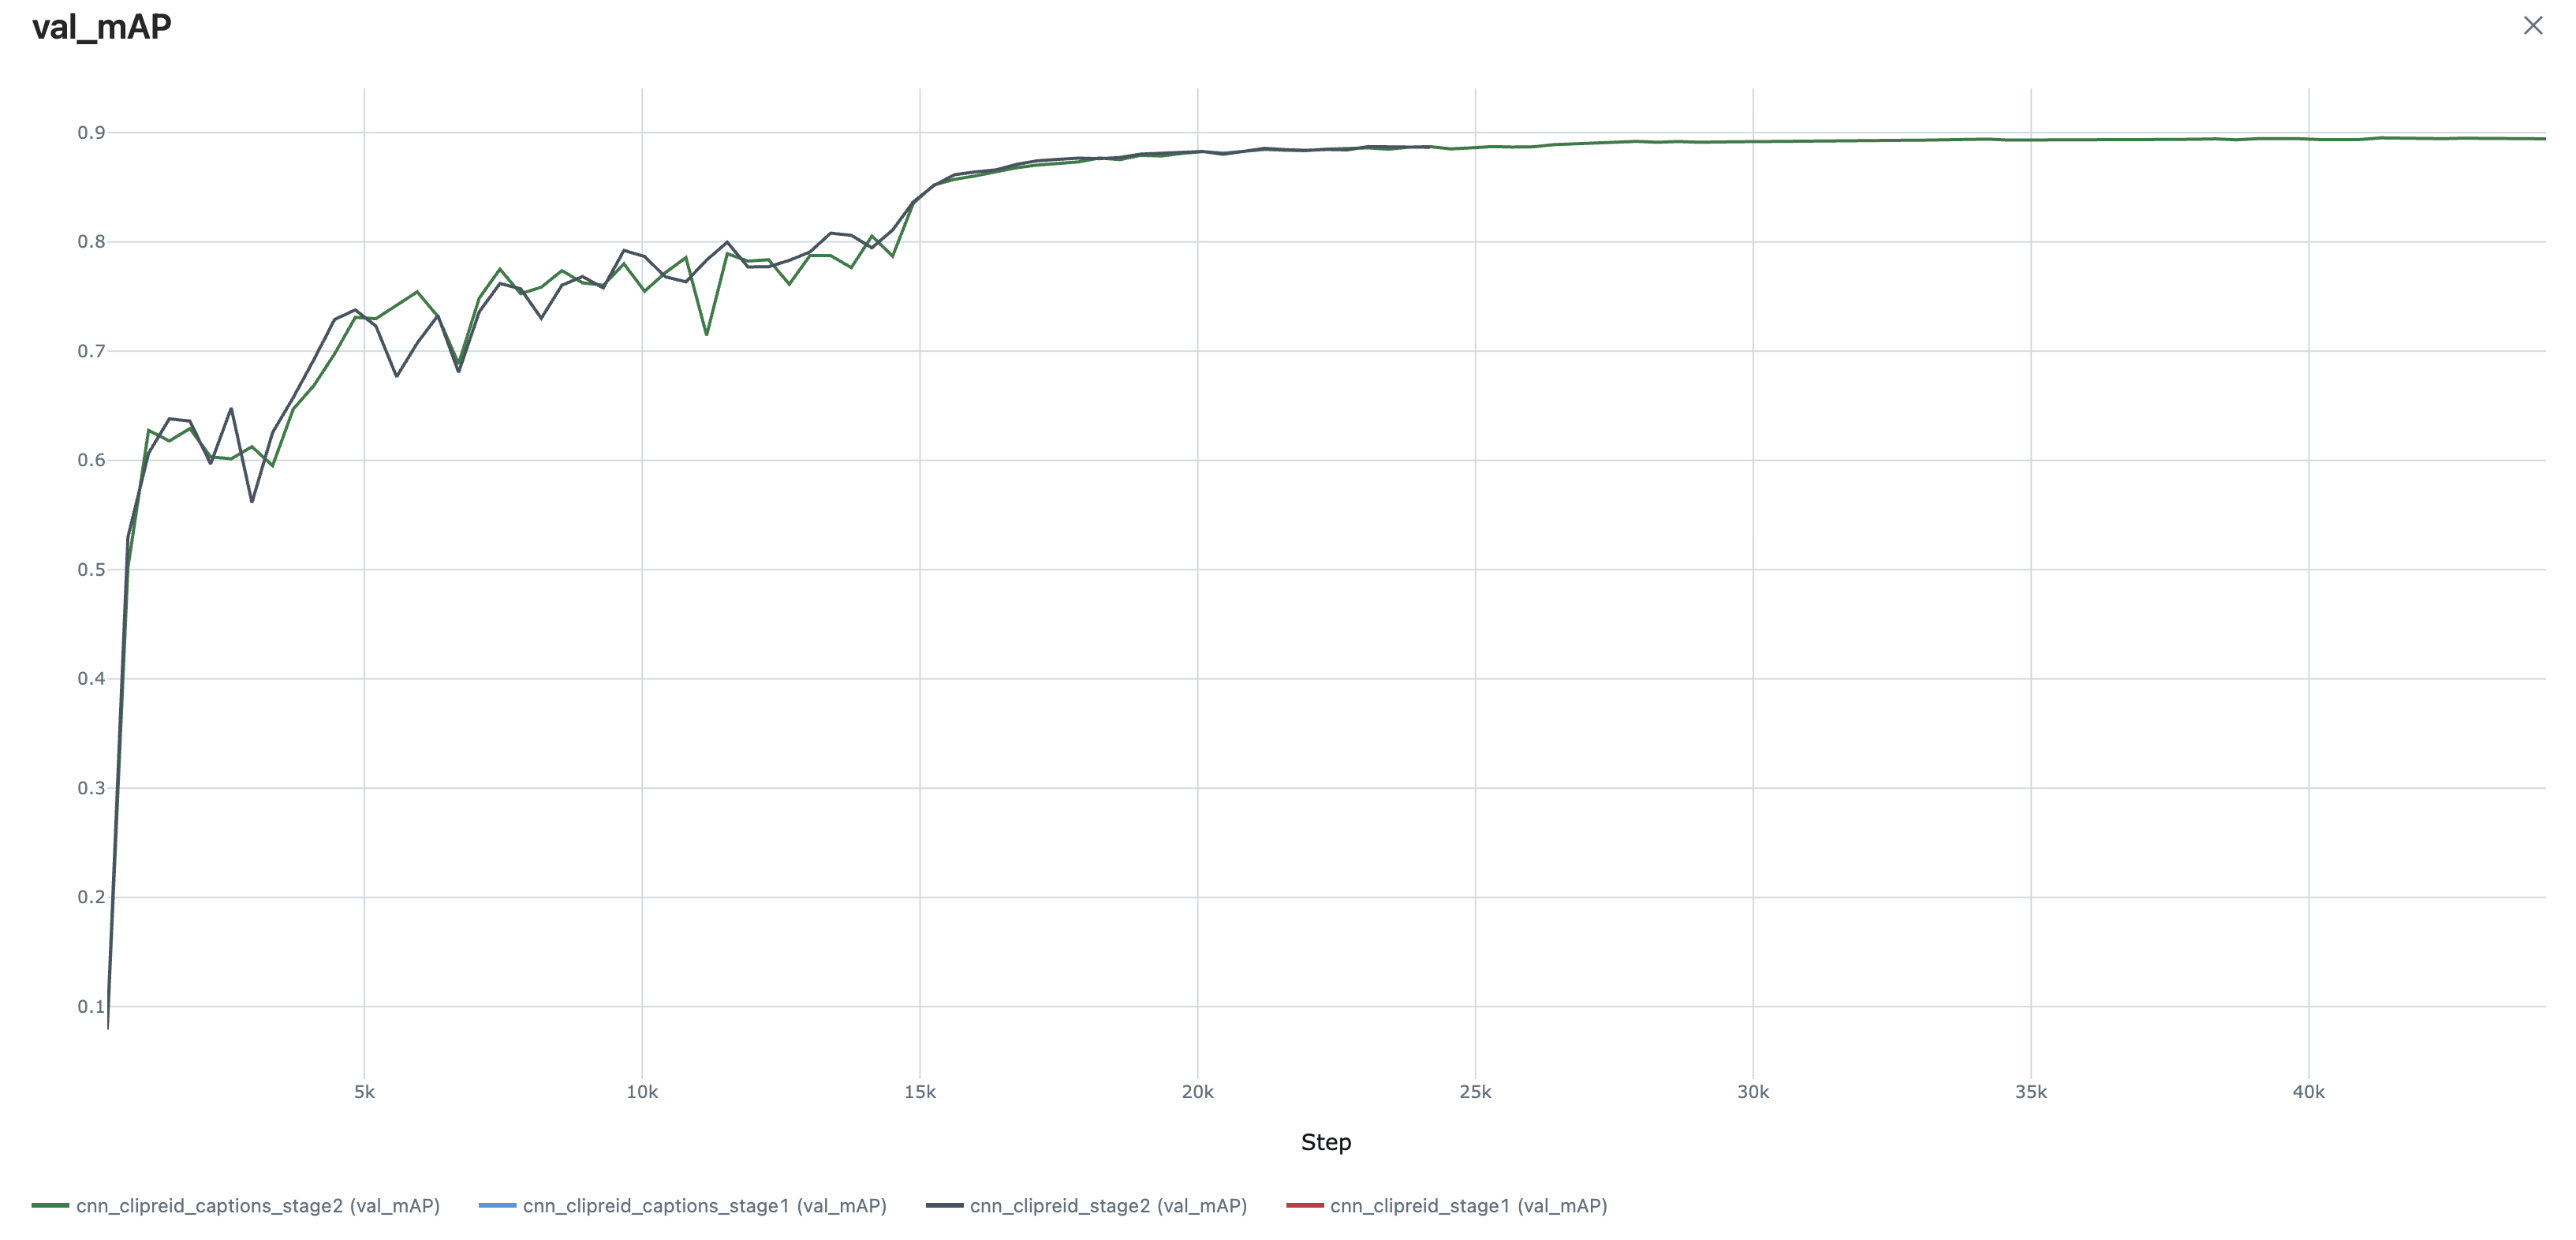 val_mAP
0.9
0.8
0.7
0.6
0.5
0.4
0.3
0.2
0.1
5k 10k 15k 20k 25k 30k 35k 40k
Step
cnn_clipreid_captions_stage2 (val_mAP) cnn_clipreid_captions_stage1 (val_mAP) cnn_clipreid_stage2 (val_mAP) cnn_clipreid_stage1 (val_mAP)